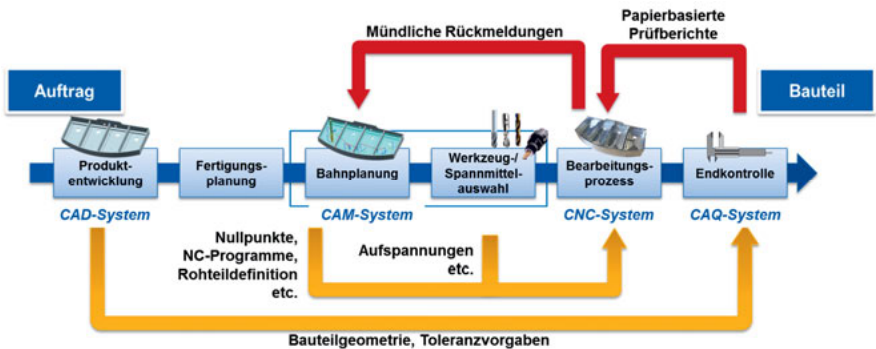 Mündliche Rückmeldungen
Papierbasierte
Prüfberichte
Auftrag
Bauteil
Produkt-
entwicklung
Fertigungs-
planung
Bahnplanung
Werkzeug-/
Spannmittel-
auswahl
Bearbeitungs-
prozess
Endkontrolle
CAD-System
CAM-System
CNC-System
CAQ-System
Nullpunkte,
NC-Programme,
Rohteildefinition
etc.
Aufspannungen
etc.
Bauteilgeometrie, Toleranzvorgaben